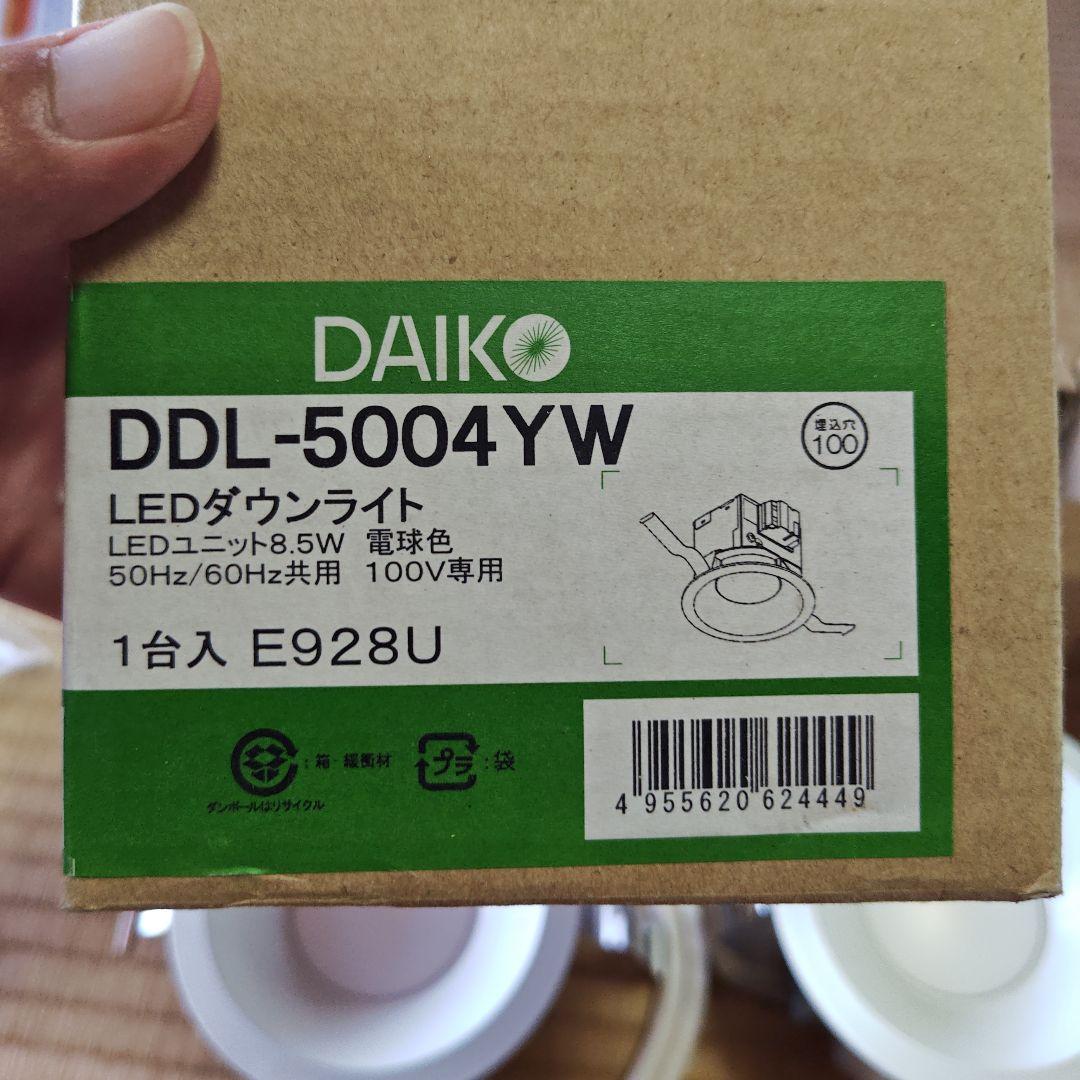 DAIKO
DDL-5004YW
埋込穴
100
LEDダウンライト
LEDユニット8.5W 電球色
50Hz/60Hz共用 100V専用
1台入 E928U
:箱・緩衝材
プラ:袋
ダンボールはリサイクル
4 955620 624449